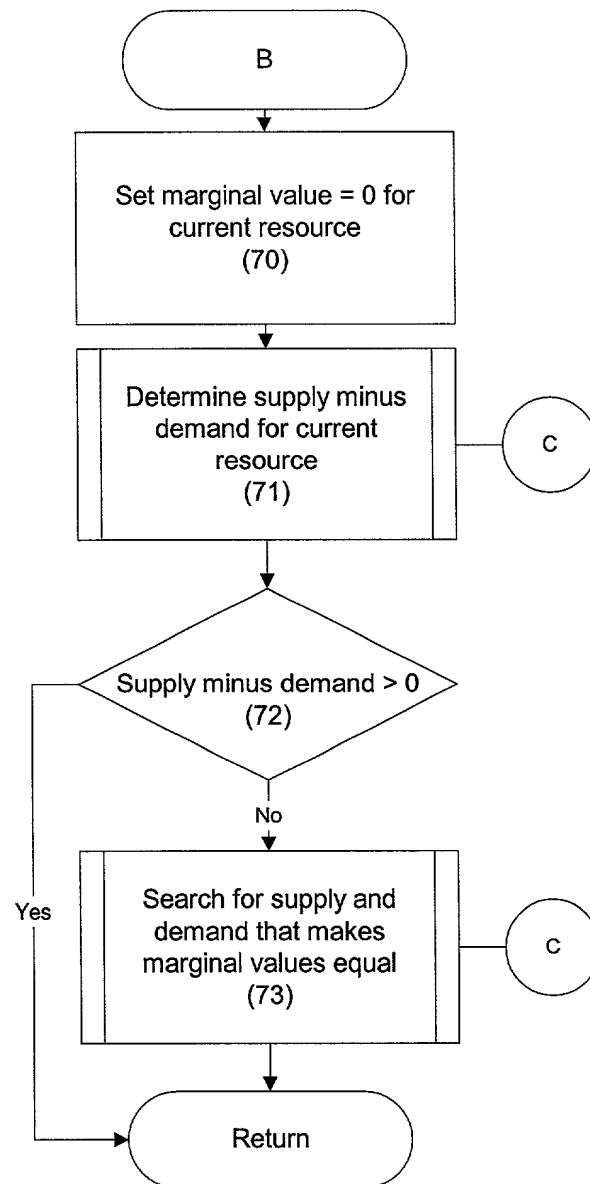 B
Set marginal value = 0 for
current resource
(70)
Determine supply minus
demand for current
resource
(71)
C
Supply minus demand > 0
(72)
No
Yes
Search for supply and
demand that makes
marginal values equal
(73)
C
Return